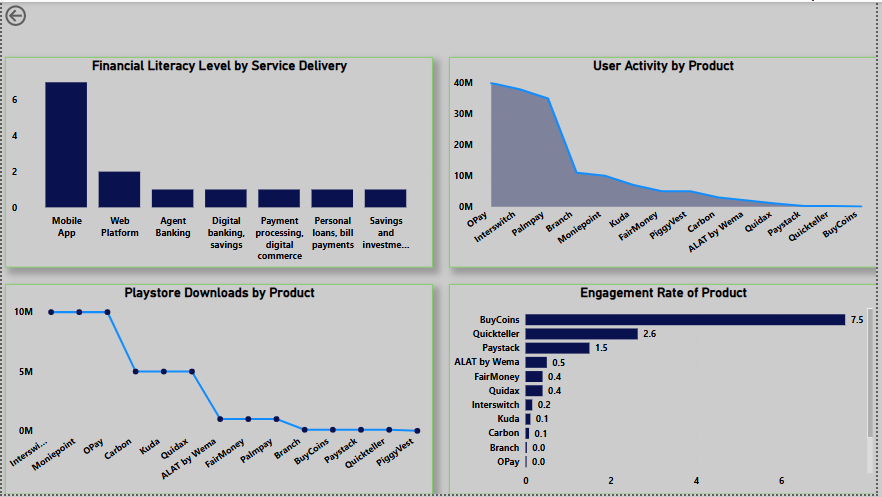 Financial Literacy Level by Service Delivery
6
4
2
0
Mobile
App
Web
Platform
Agent
Banking
Digital
banking,
savings
Payment
processing,
digital
commerce
Personal
loans, bill
payments
Savings
and
investme...
User Activity by Product
40M
30M
20M
10M
0M
OPay
Interswitch
Palmpay
Branch
Moniepoint
Kuda
FairMoney
PiggyVest
Carbon
ALAT by Wema
Quidax
Paystack
Quickteller
BuyCoins
Playstore Downloads by Product
10M
5M
0M
Interswi...
Moniepoint
OPay
Carbon
Kuda
Quidax
ALAT by Wema
FairMoney
Palmpay
Branch
BuyCoins
Paystack
Quickteller
PiggyVest
Engagement Rate of Product
BuyCoins 7.5
Quickteller 2.6
Paystack 1.5
ALAT by Wema 0.5
FairMoney 0.4
Quidax 0.4
Interswitch 0.2
Kuda 0.1
Carbon 0.1
Branch 0.0
OPay 0.0
0 2 4 6